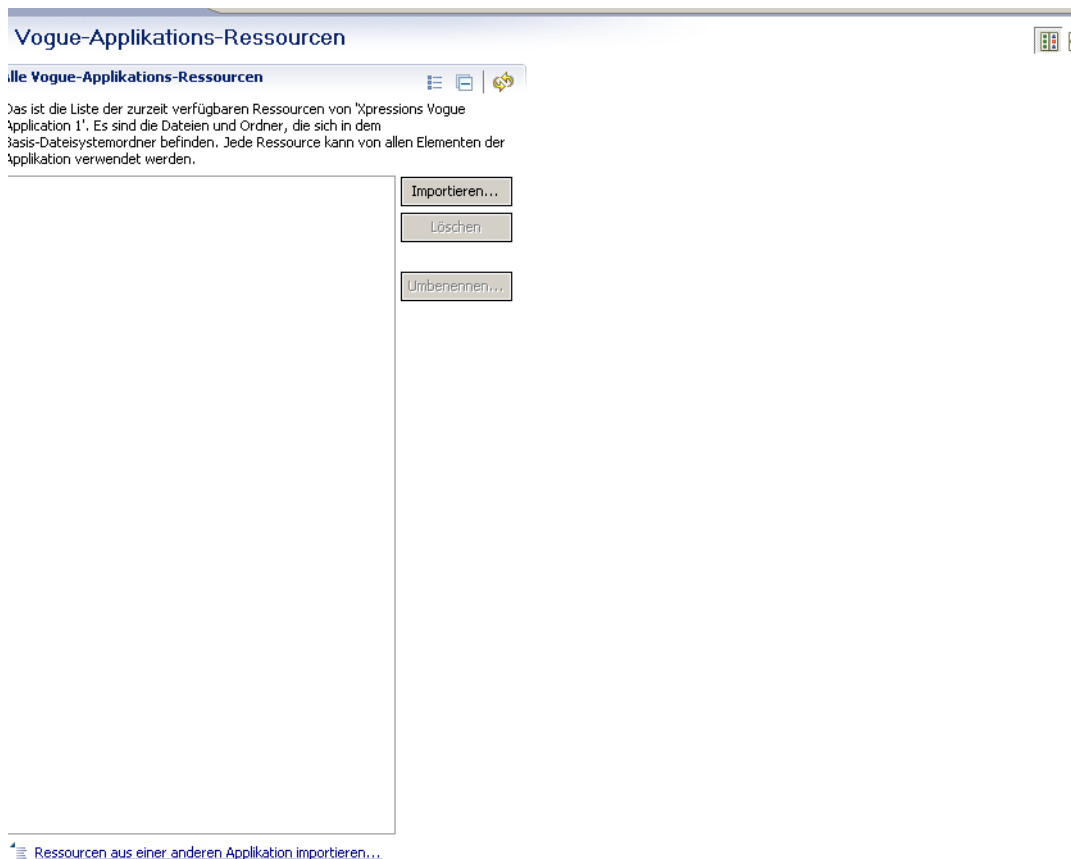 Vogue-Applikations-Ressourcen
lle Vogue-Applikations-Ressourcen
Das ist die Liste der zurzeit verfügbaren Ressourcen von 'Xpressions Vogue
Application 1'. Es sind die Dateien und Ordner, die sich in dem
Basis-Dateisystemordner befinden. Jede Ressource kann von allen Elementen der
Applikation verwendet werden.
Importieren...
Löschen
Umbenennen...
Ressourcen aus einer anderen Applikation importieren...